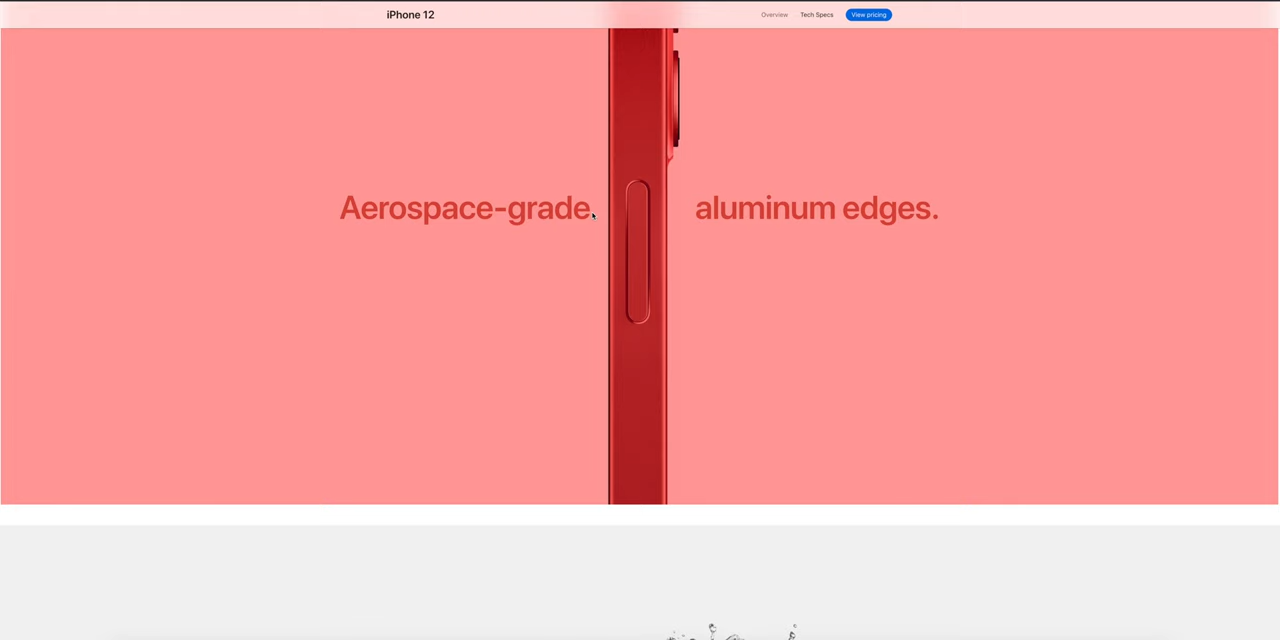 iPhone 12
Overview Tech Specs View pricing
Aerospace-grade aluminum edges.